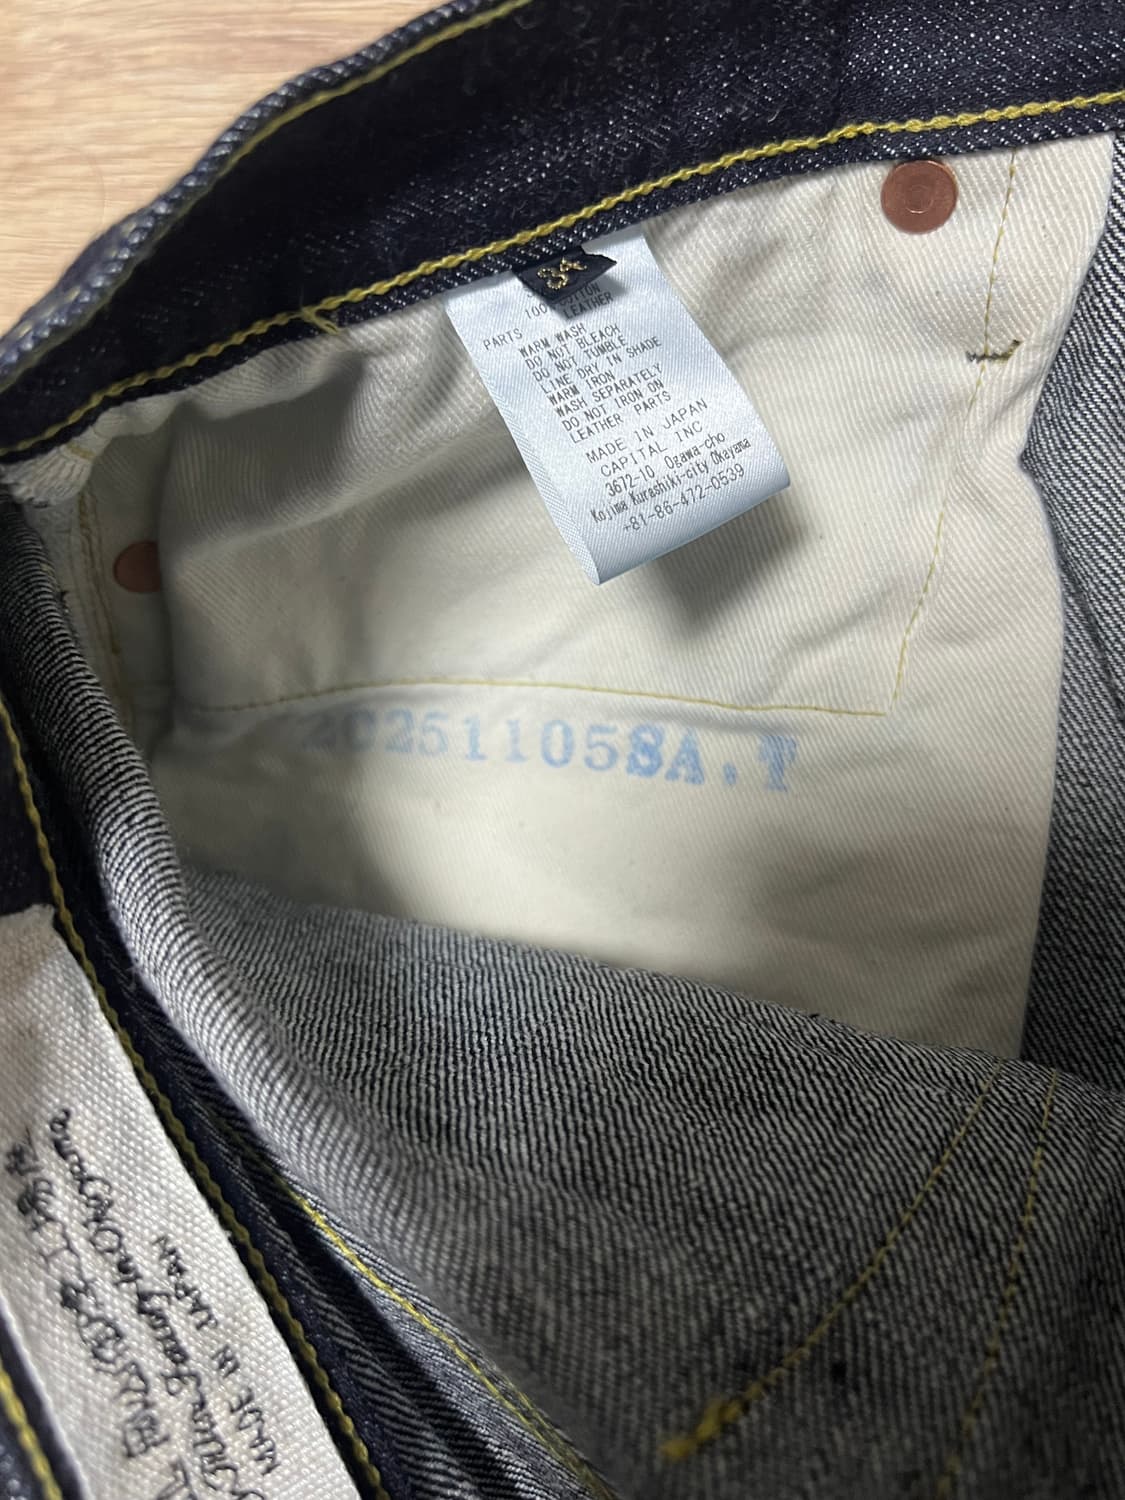 34
COTTON
100
PARTS LEATHER
WARM WASH
DO NOT BLEACH
DO NOT TUMBLE
LINE DRY IN SHADE
WARM IRON
WASH SEPARATELY
DO NOT IRON ON
LEATHER PARTS
MADE IN JAPAN
CAPITAL INC
3672-10 Ogawa-cho
Kojima Kurashiki-city Okayama
+81-86-472-0539
20251105SA.T
MADE IN JAPAN